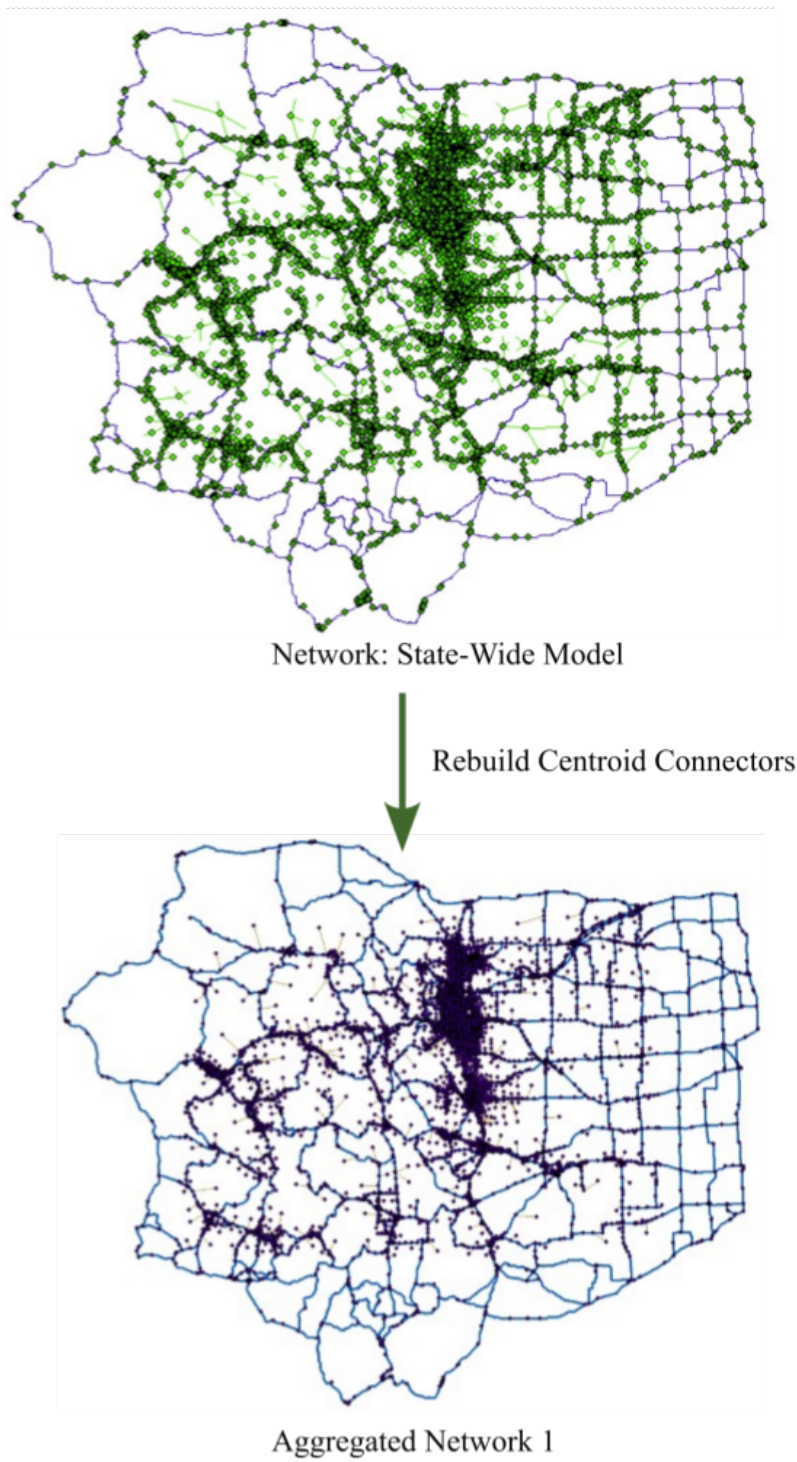 Network: State-Wide Model
Rebuild Centroid Connectors
Aggregated Network 1